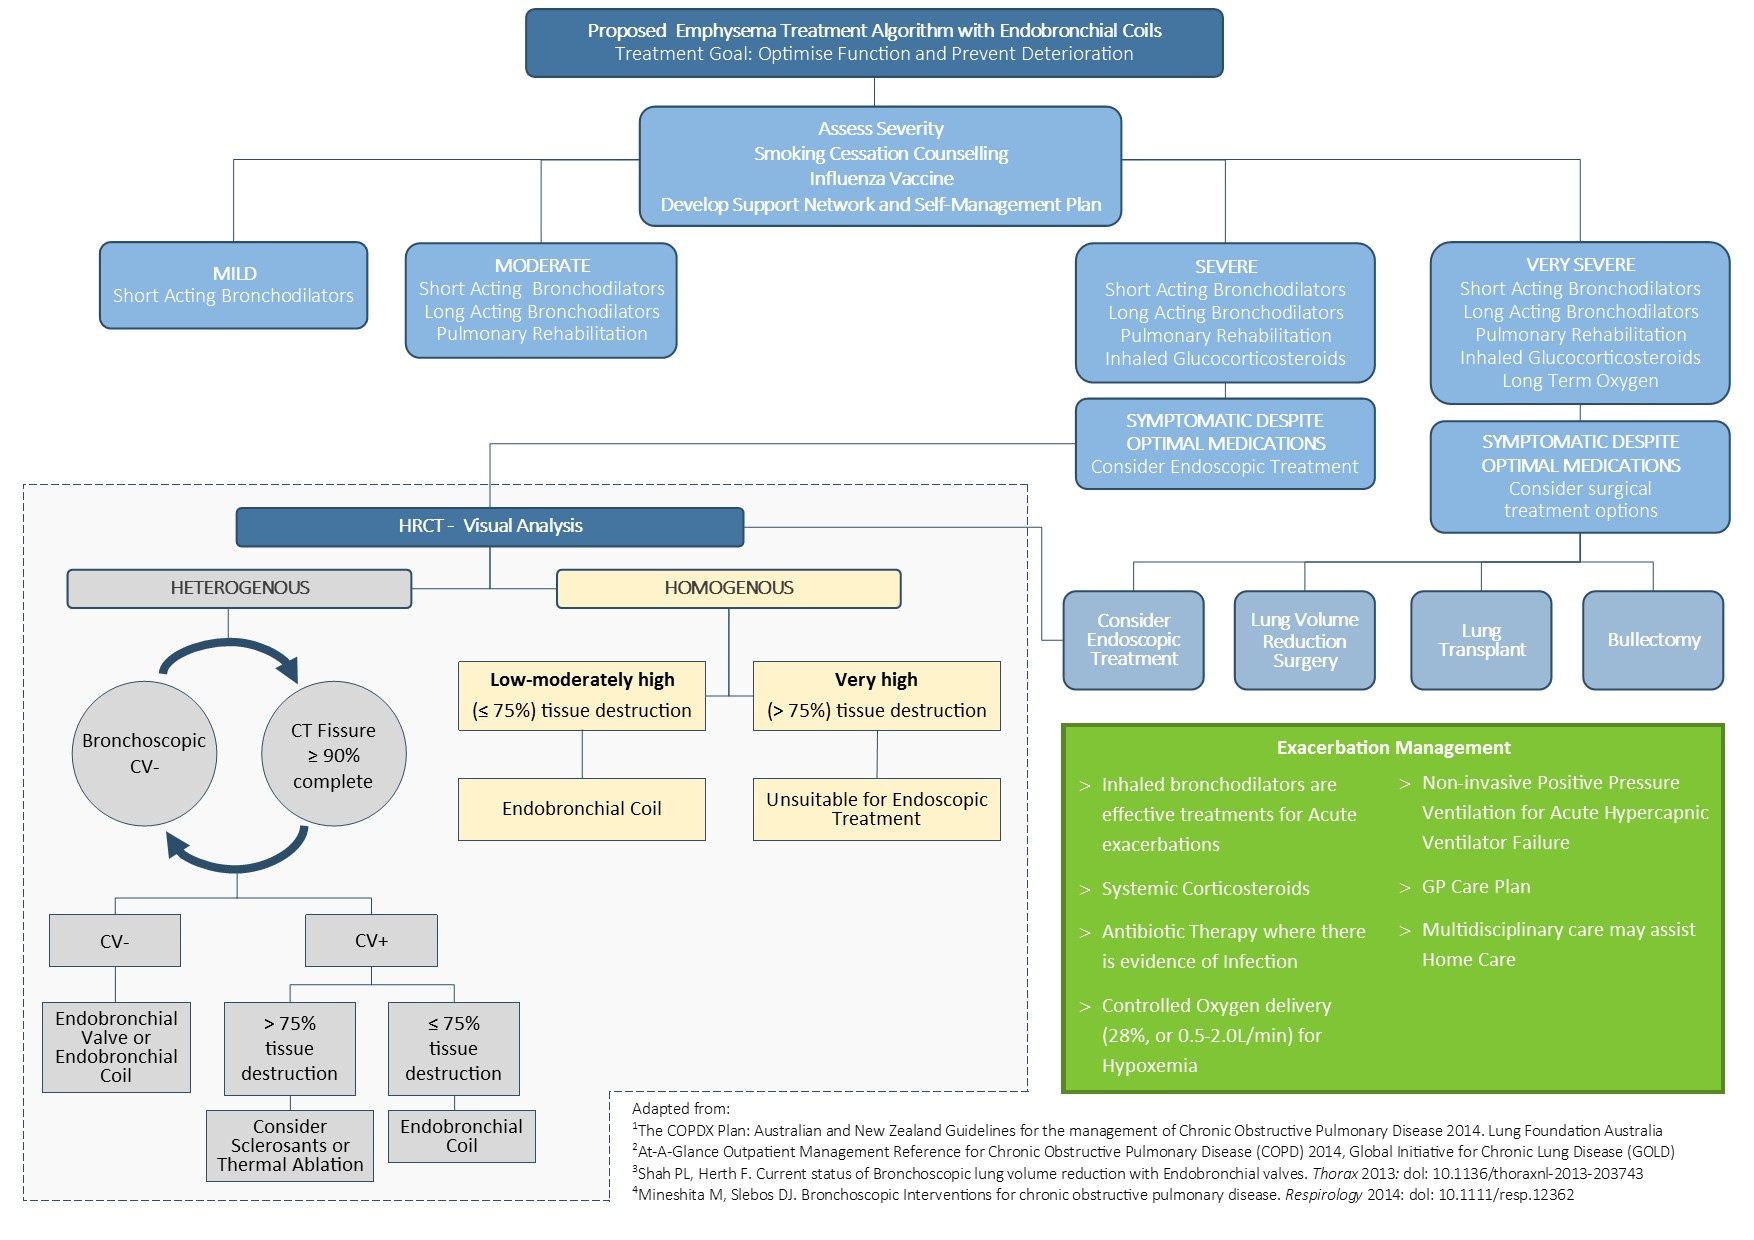 Proposed Emphysema Treatment Algorithm with Endobronchial Coils
Treatment Goal: Optimise Function and Prevent Deterioration
Assess Severity
Smoking Cessation Counselling
Influenza Vaccine
Develop Support Network and Self-Management Plan
MILD
Short Acting Bronchodilators
MODERATE
Short Acting Bronchodilators
Long Acting Bronchodilators
Pulmonary Rehabilitation
SEVERE
Short Acting Bronchodilators
Long Acting Bronchodilators
Pulmonary Rehabilitation
Inhaled Glucocorticosteroids
VERY SEVERE
Short Acting Bronchodilators
Long Acting Bronchodilators
Pulmonary Rehabilitation
Inhaled Glucocorticosteroids
Long Term Oxygen
SYMPTOMATIC DESPITE
OPTIMAL MEDICATIONS
Consider Endoscopic Treatment
SYMPTOMATIC DESPITE
OPTIMAL MEDICATIONS
Consider surgical
treatment options
HRCT - Visual Analysis
HETEROGENOUS
HOMOGENOUS
Consider
Endoscopic
Treatment
Lung Volume
Reduction
Surgery
Lung
Transplant
Bullectomy
Bronchoscopic
CV-
CT Fissure
≥ 90%
complete
Low-moderately high
(≤ 75%) tissue destruction
Very high
(> 75%) tissue destruction
Endobronchial Coil
Unsuitable for Endoscopic
Treatment
CV-
CV+
Endobronchial
Valve or
Endobronchial
Coil
> 75%
tissue
destruction
≤ 75%
tissue
destruction
Consider
Sclerosants or
Thermal Ablation
Endobronchial
Coil
Exacerbation Management
> Inhaled bronchodilators are
effective treatments for Acute
exacerbations
> Systemic Corticosteroids
> Antibiotic Therapy where there
is evidence of Infection
> Controlled Oxygen delivery
(28%, or 0.5-2.0L/min) for
Hypoxemia
> Non-invasive Positive Pressure
Ventilation for Acute Hypercapnic
Ventilator Failure
> GP Care Plan
> Multidisciplinary care may assist
Home Care
Adapted from:
1The COPDX Plan: Australian and New Zealand Guidelines for the management of Chronic Obstructive Pulmonary Disease 2014. Lung Foundation Australia
2At-A-Glance Outpatient Management Reference for Chronic Obstructive Pulmonary Disease (COPD) 2014, Global Initiative for Chronic Lung Disease (GOLD)
3Shah PL, Herth F. Current status of Bronchoscopic lung volume reduction with Endobronchial valves. Thorax 2013: doI: 10.1136/thoraxnl-2013-203743
4Mineshita M, Slebos DJ. Bronchoscopic Interventions for chronic obstructive pulmonary disease. Respirology 2014: doI: 10.1111/resp.12362